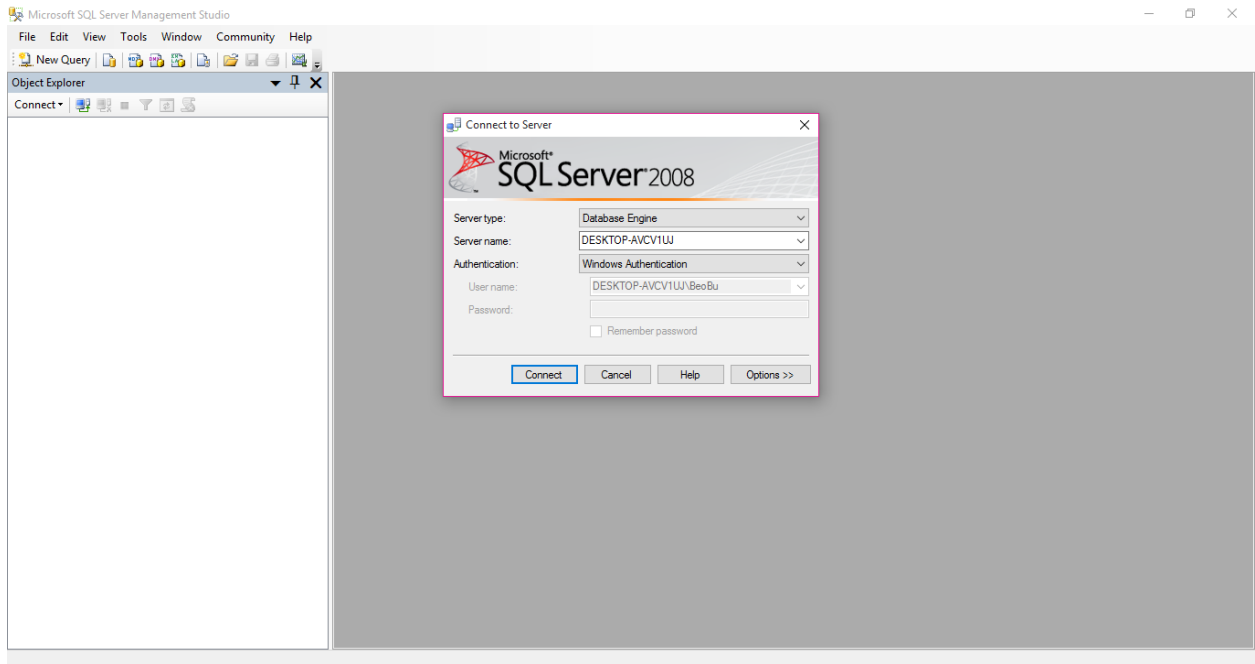 Microsoft SQL Server Management Studio
File Edit View Tools Window Community Help
New Query
Object Explorer
Connect
Connect to Server
Microsoft
SQL Server 2008
Server type: Database Engine
Server name: DESKTOP-AVCV1UJ
Authentication: Windows Authentication
User name: DESKTOP-AVCV1UJ\BeoBu
Password:
Remember password
Connect Cancel Help Options >>